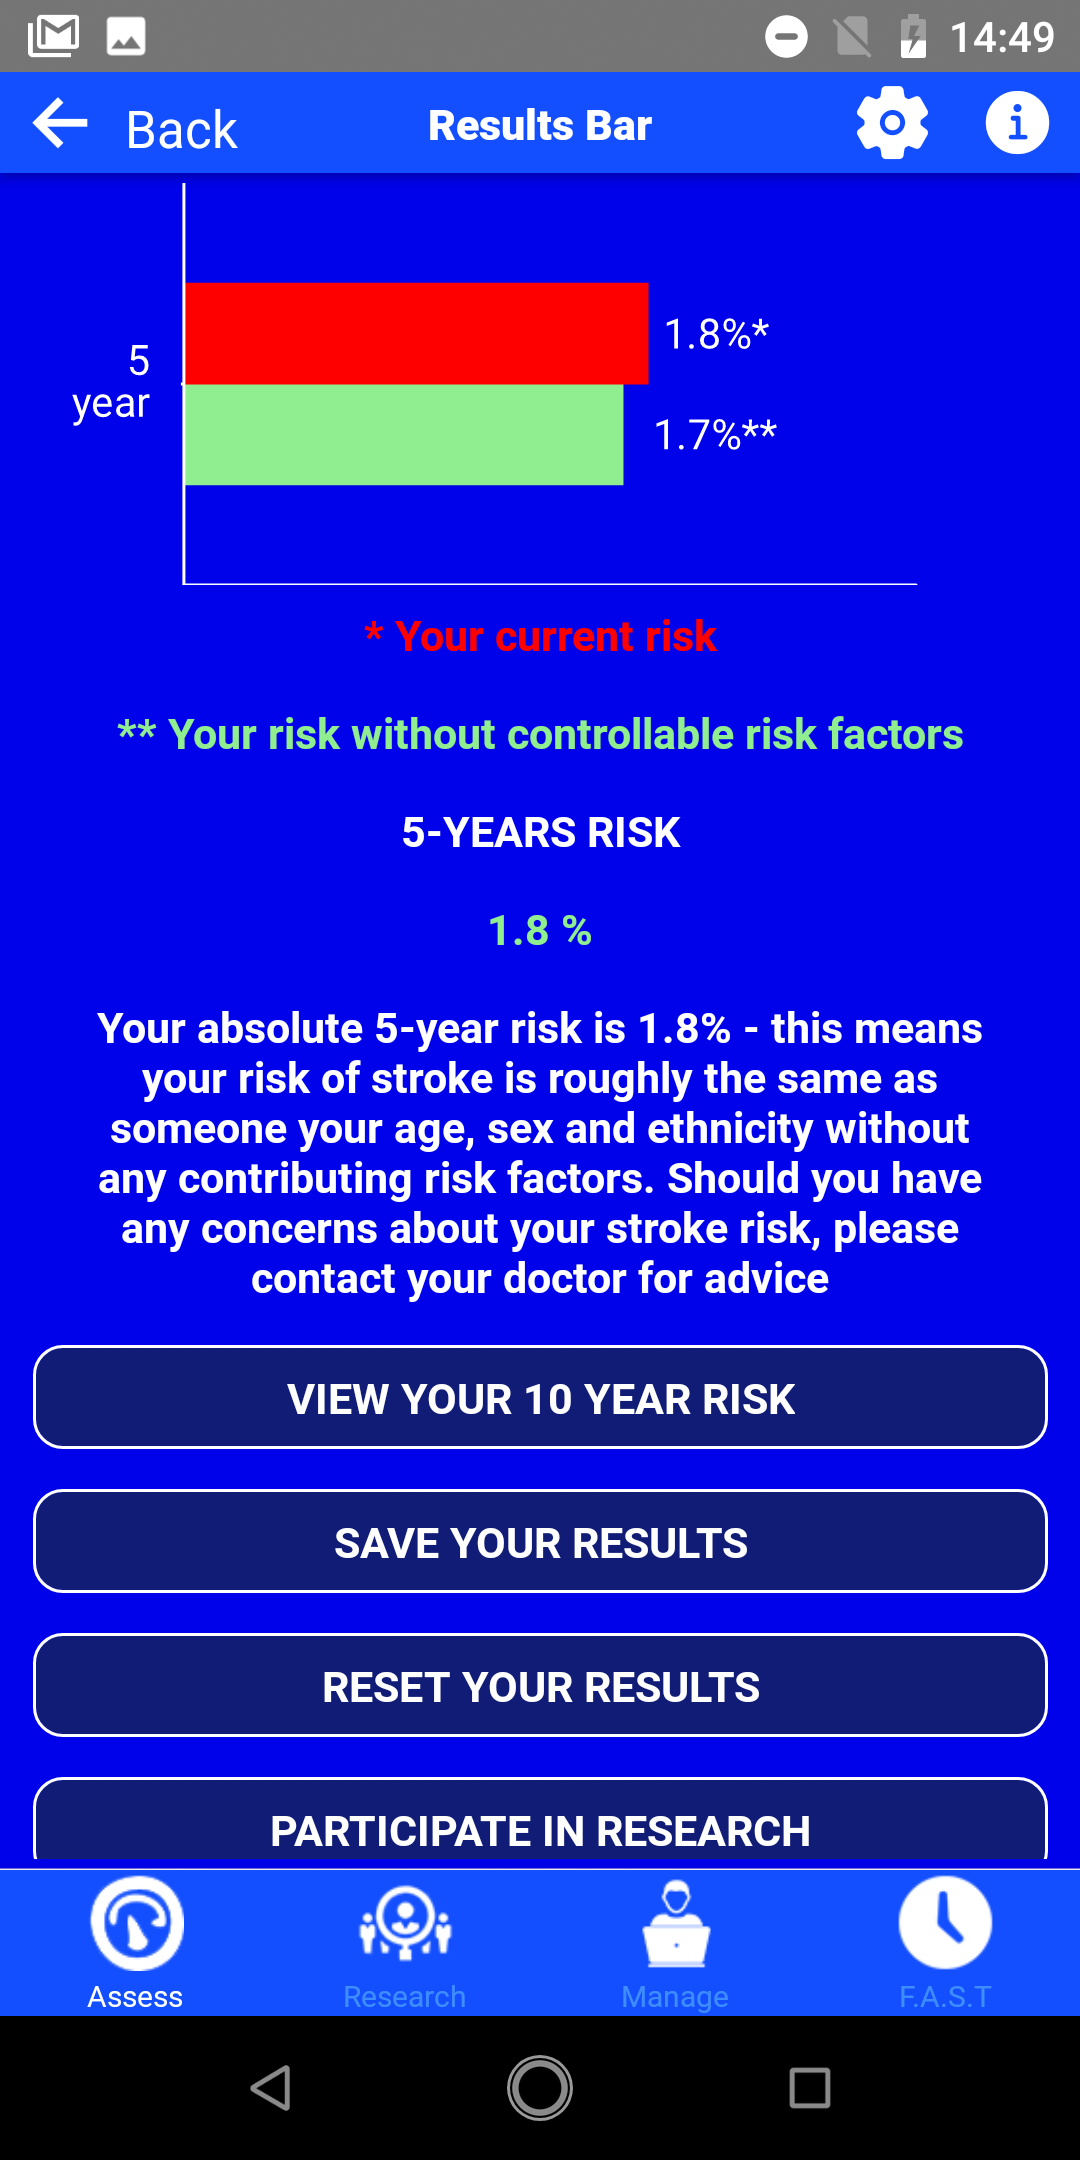 14:49
Back
Results Bar
5
year
1.8%*
1.7%**
* Your current risk
** Your risk without controllable risk factors
5-YEARS RISK
1.8 %
Your absolute 5-year risk is 1.8% - this means
your risk of stroke is roughly the same as
someone your age, sex and ethnicity without
any contributing risk factors. Should you have
any concerns about your stroke risk, please
contact your doctor for advice
VIEW YOUR 10 YEAR RISK
SAVE YOUR RESULTS
RESET YOUR RESULTS
PARTICIPATE IN RESEARCH
Assess
Research
Manage
F.A.S.T